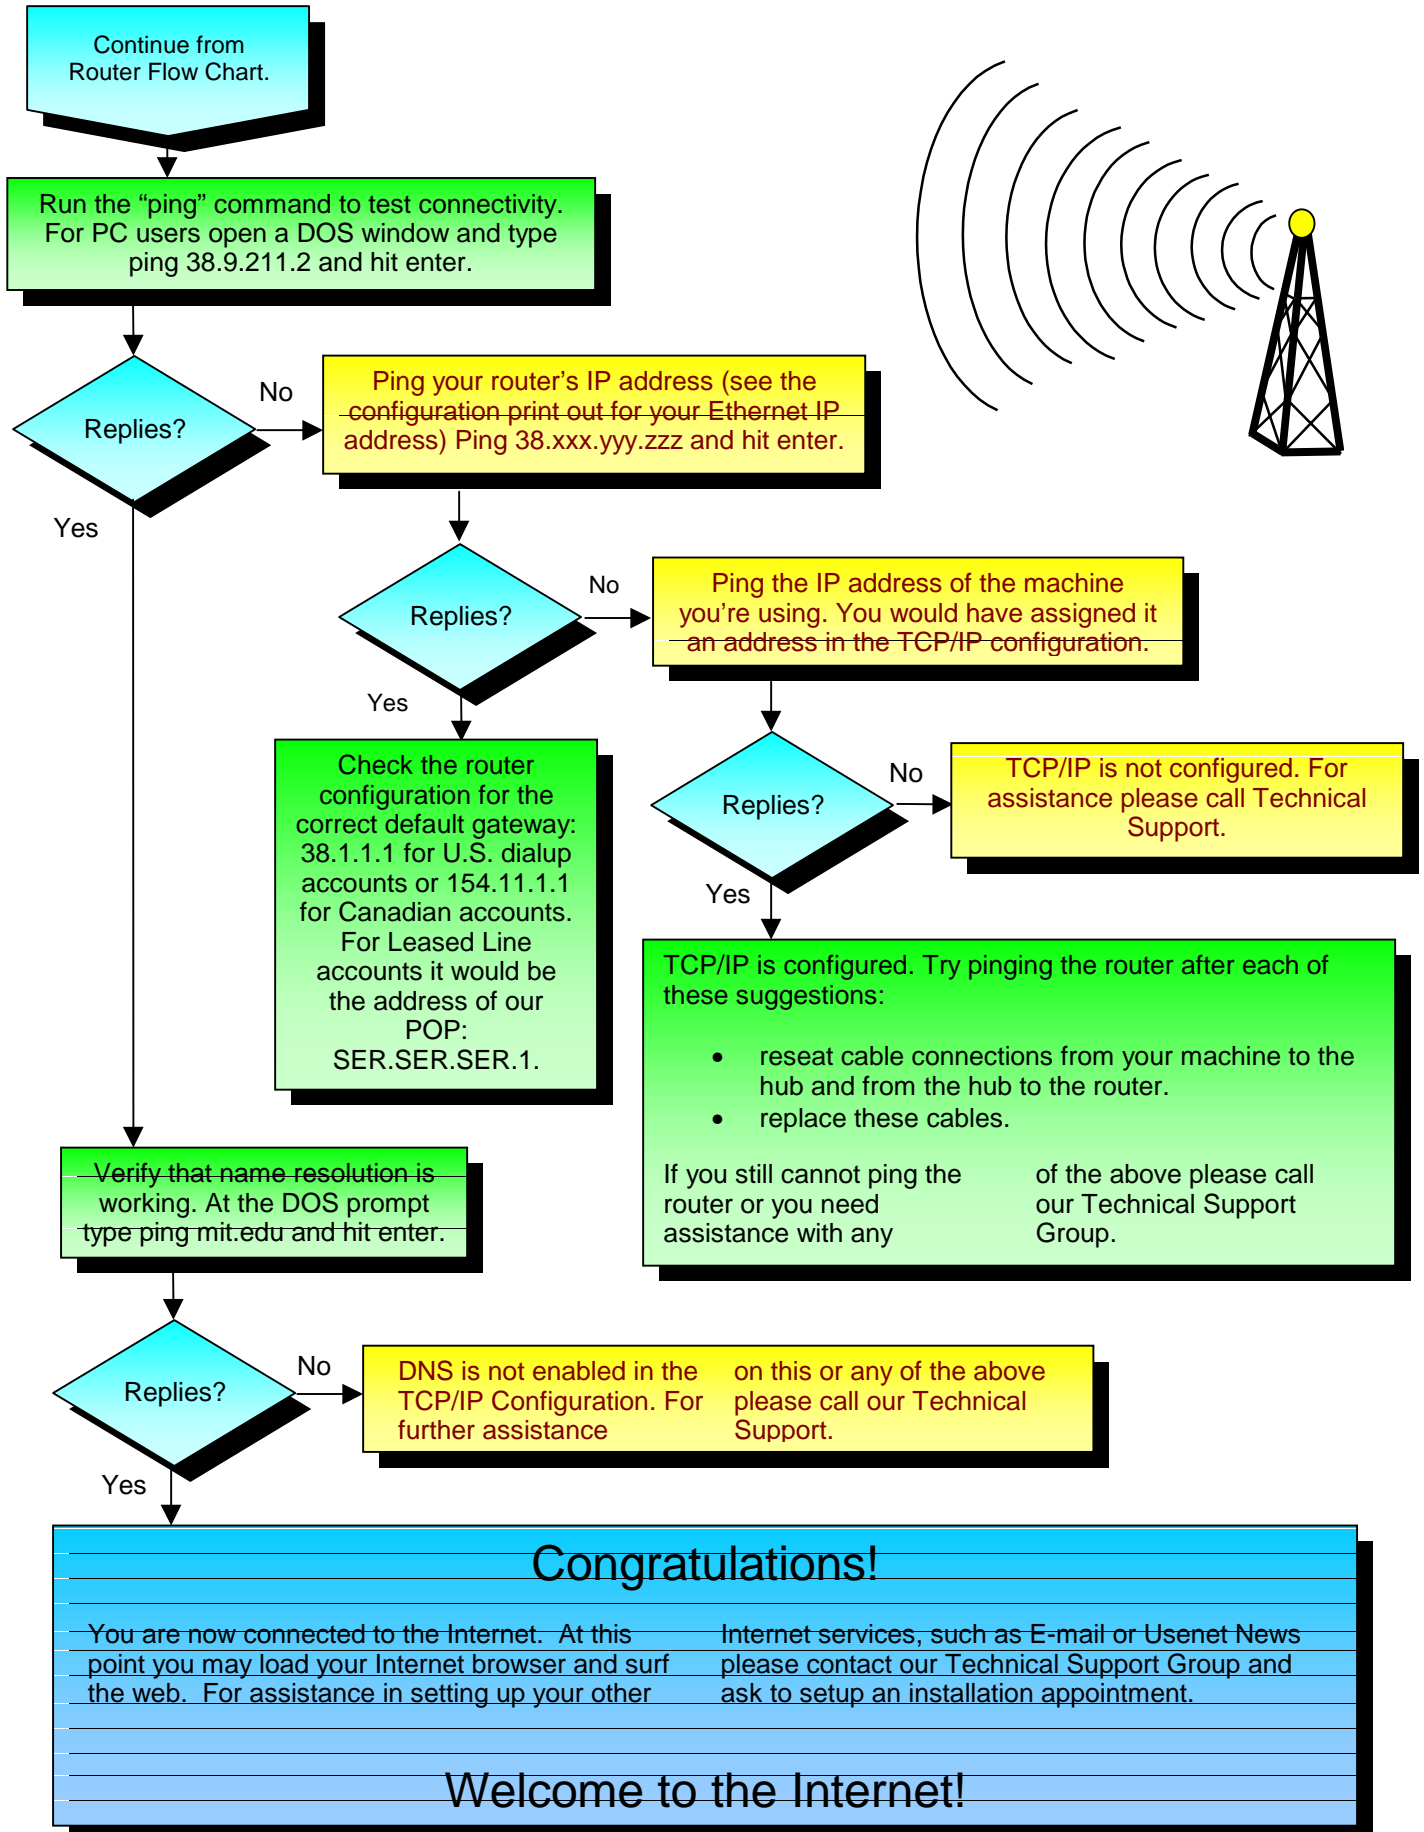 Continue from
Router Flow Chart.
Run the “ping” command to test connectivity.
For PC users open a DOS window and type
ping 38.9.211.2 and hit enter.
Replies?
No
Ping your router’s IP address (see the
configuration print out for your Ethernet IP
address) Ping 38.xxx.yyy.zzz and hit enter.
Yes
Replies?
No
Ping the IP address of the machine
you’re using. You would have assigned it
an address in the TCP/IP configuration.
Yes
Check the router
configuration for the
correct default gateway:
38.1.1.1 for U.S. dialup
accounts or 154.11.1.1
for Canadian accounts.
For Leased Line
accounts it would be
the address of our
POP:
SER.SER.SER.1.
Replies?
No
TCP/IP is not configured. For
assistance please call Technical
Support.
Yes
TCP/IP is configured. Try pinging the router after each of
these suggestions:
• reseat cable connections from your machine to the
hub and from the hub to the router.
• replace these cables.
If you still cannot ping the
router or you need
assistance with any
of the above please call
our Technical Support
Group.
Verify that name resolution is
working. At the DOS prompt
type ping mit.edu and hit enter.
Replies?
No
DNS is not enabled in the
TCP/IP Configuration. For
further assistance
on this or any of the above
please call our Technical
Support.
Yes
Congratulations!
You are now connected to the Internet.  At this
point you may load your Internet browser and surf
the web.  For assistance in setting up your other
Internet services, such as E-mail or Usenet News
please contact our Technical Support Group and
ask to setup an installation appointment.
Welcome to the Internet!